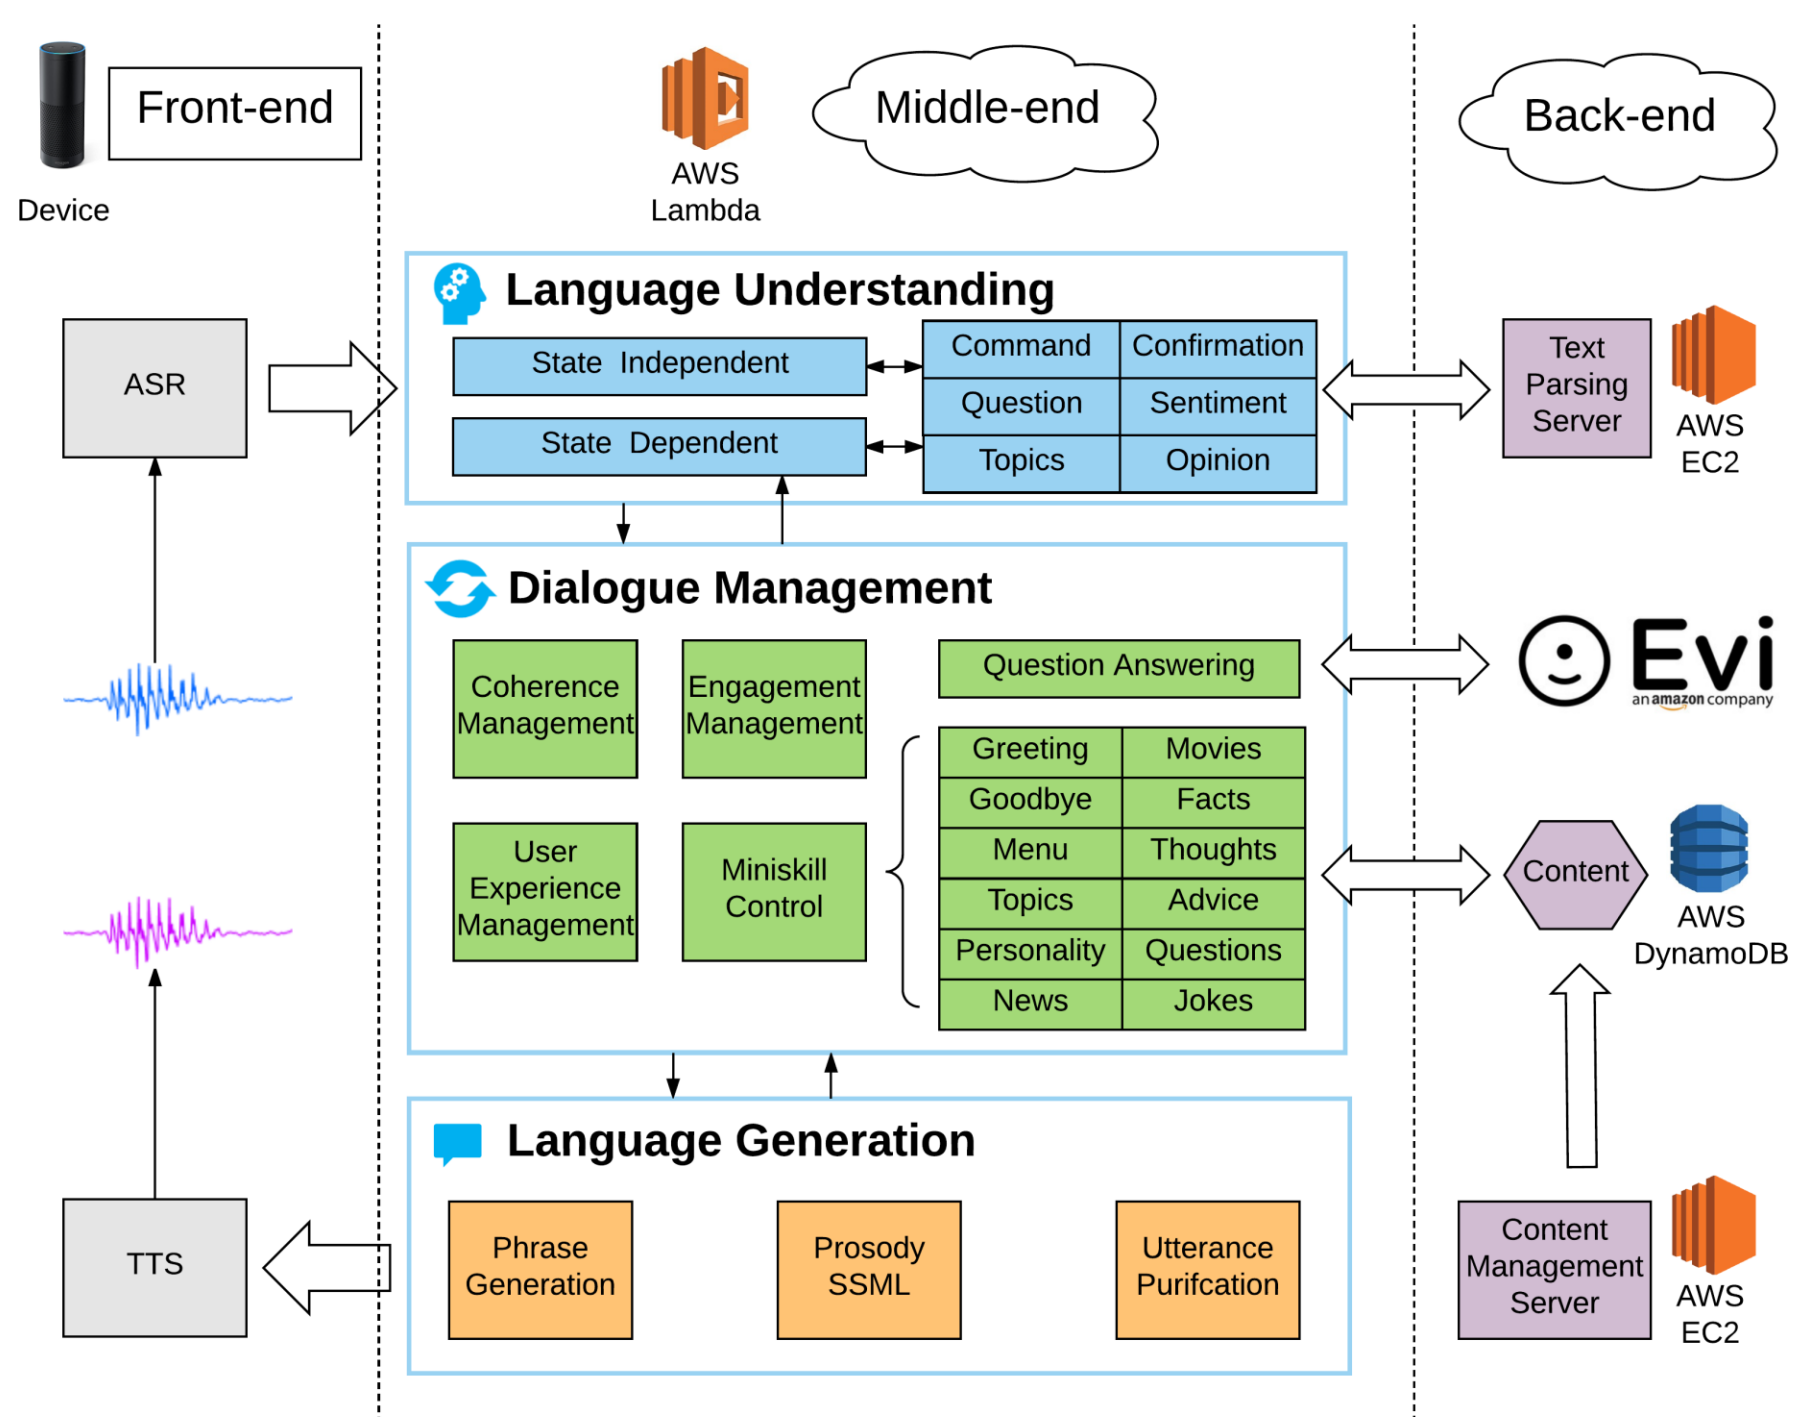 Front-end
Device
AWS
Lambda
Middle-end
Back-end
ASR
TTS
Language Understanding
State Independent
State Dependent
Command
Confirmation
Question
Sentiment
Topics
Opinion
Text
Parsing
Server
AWS
EC2
Dialogue Management
Coherence
Management
Engagement
Management
User
Experience
Management
Miniskill
Control
Question Answering
Greeting
Movies
Goodbye
Facts
Menu
Thoughts
Topics
Advice
Personality
Questions
News
Jokes
Evi
an amazon company
Content
AWS
DynamoDB
Language Generation
Phrase
Generation
Prosody
SSML
Utterance
Purifcation
Content
Management
Server
AWS
EC2